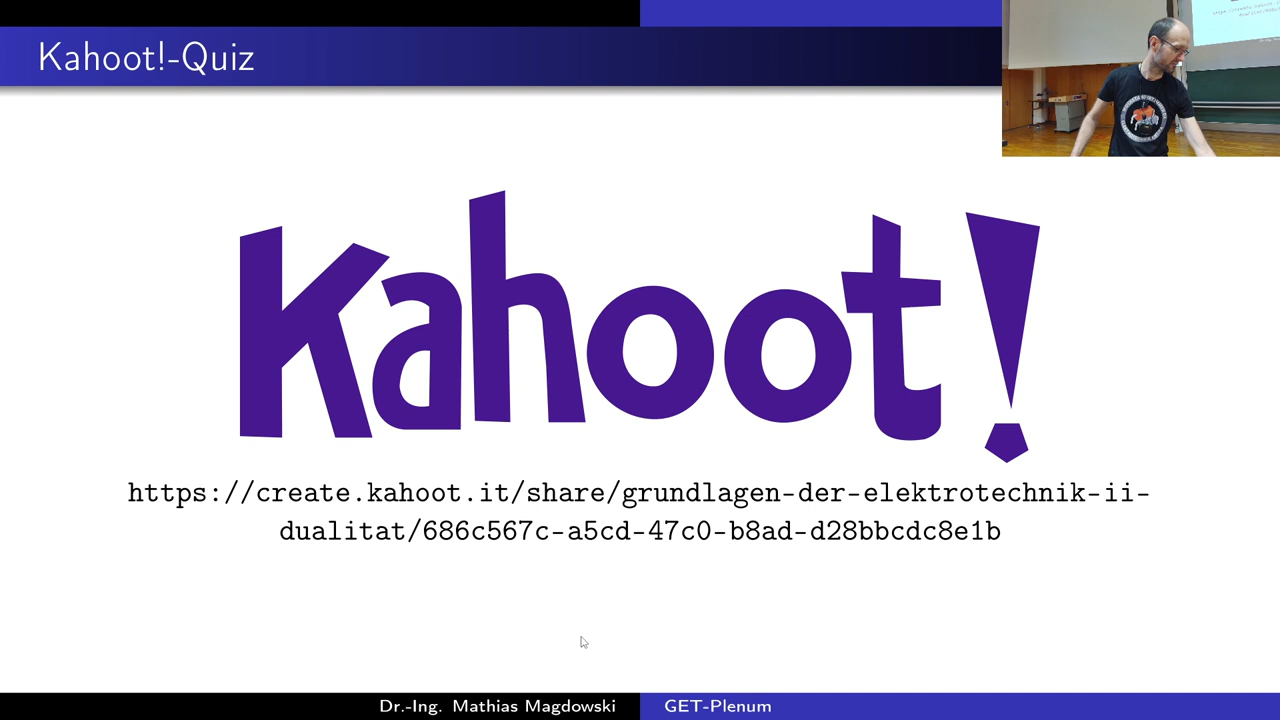 Kahoot!-Quiz
Kahoot!
https://create.kahoot.it/share/grundlagen-der-elektrotechnik-ii-
dualitat/686c567c-a5cd-47c0-b8ad-d28bbcdc8e1b
Dr.-Ing. Mathias Magdowski
GET-Plenum